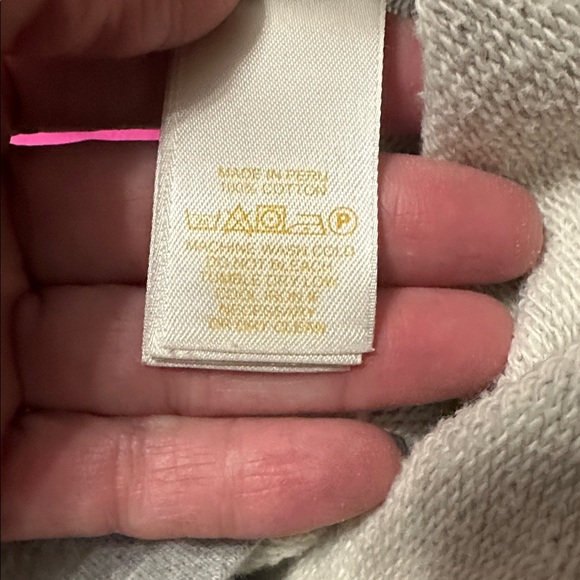 MADE IN PERU
100% COTTON
P
MACHINE WASH COLD
DO NOT BLEACH
TUMBLE DRY LOW
COOL IRON IF
NECESSARY
OR DRY CLEAN